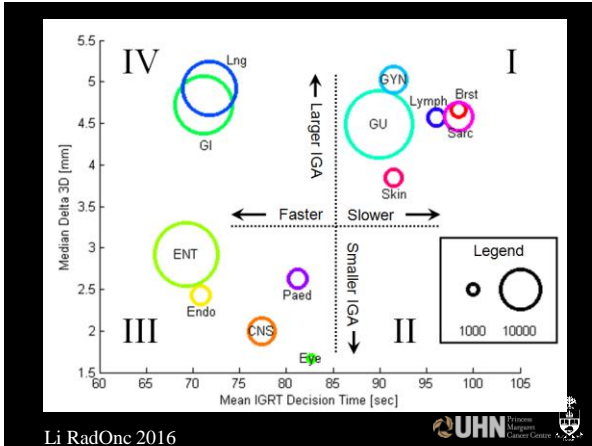 IV
I
III
II
5.5
5
4.5
4
3.5
3
2.5
2
1.5
60
65
70
75
80
85
90
95
100
105
Median Delta 3D [mm]
Mean IGRT Decision Time [sec]
Lng
GI
GYN
Lymph
Brst
GU
Sarc
Skin
ENT
Endo
Paed
CNS
Eye
Larger IGA
Smaller IGA
Faster
Slower
Legend
1000 10000
Li RadOnc 2016
UHN
Princess
Margaret
Cancer Centre